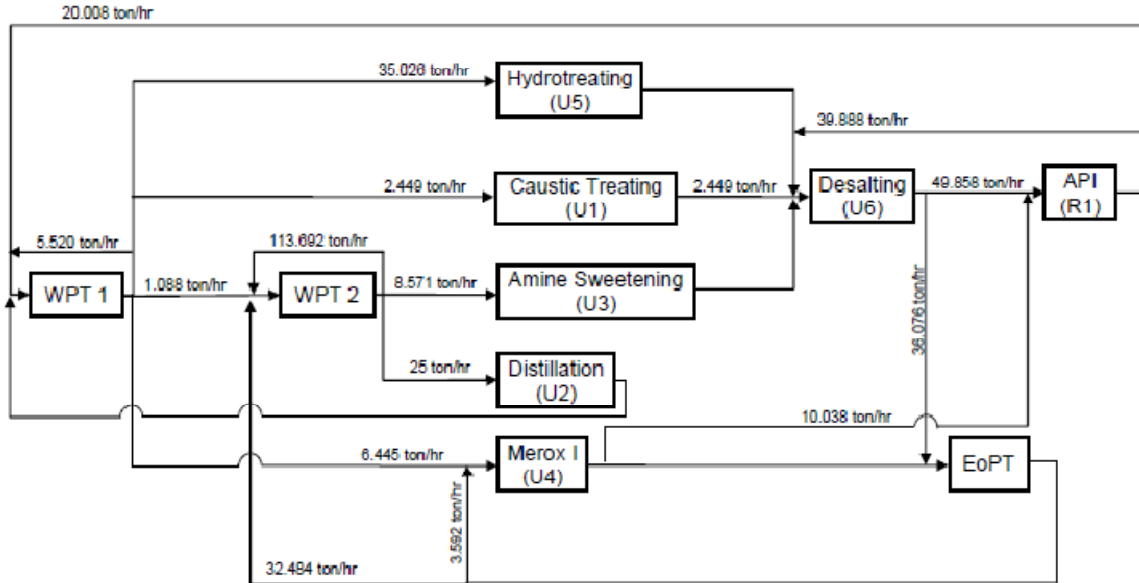 20.008 ton/hr
35.026 ton/hr
Hydrotreating
(U5)
39.888 ton/hr
2.449 ton/hr
Caustic Treating
(U1)
2.449 ton/hr
Desalting
(U6)
49.858 ton/hr
API
(R1)
5.520 ton/hr
113.692 ton/hr
WPT 1
1.088 ton/hr
WPT 2
8.571 ton/hr
Amine Sweetening
(U3)
36.076 ton/hr
25 ton/hr
Distillation
(U2)
10.038 ton/hr
6.445 ton/hr
Merox I
(U4)
EoPT
3.592 ton/hr
32.484 ton/hr